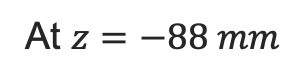 At z = −88 mm